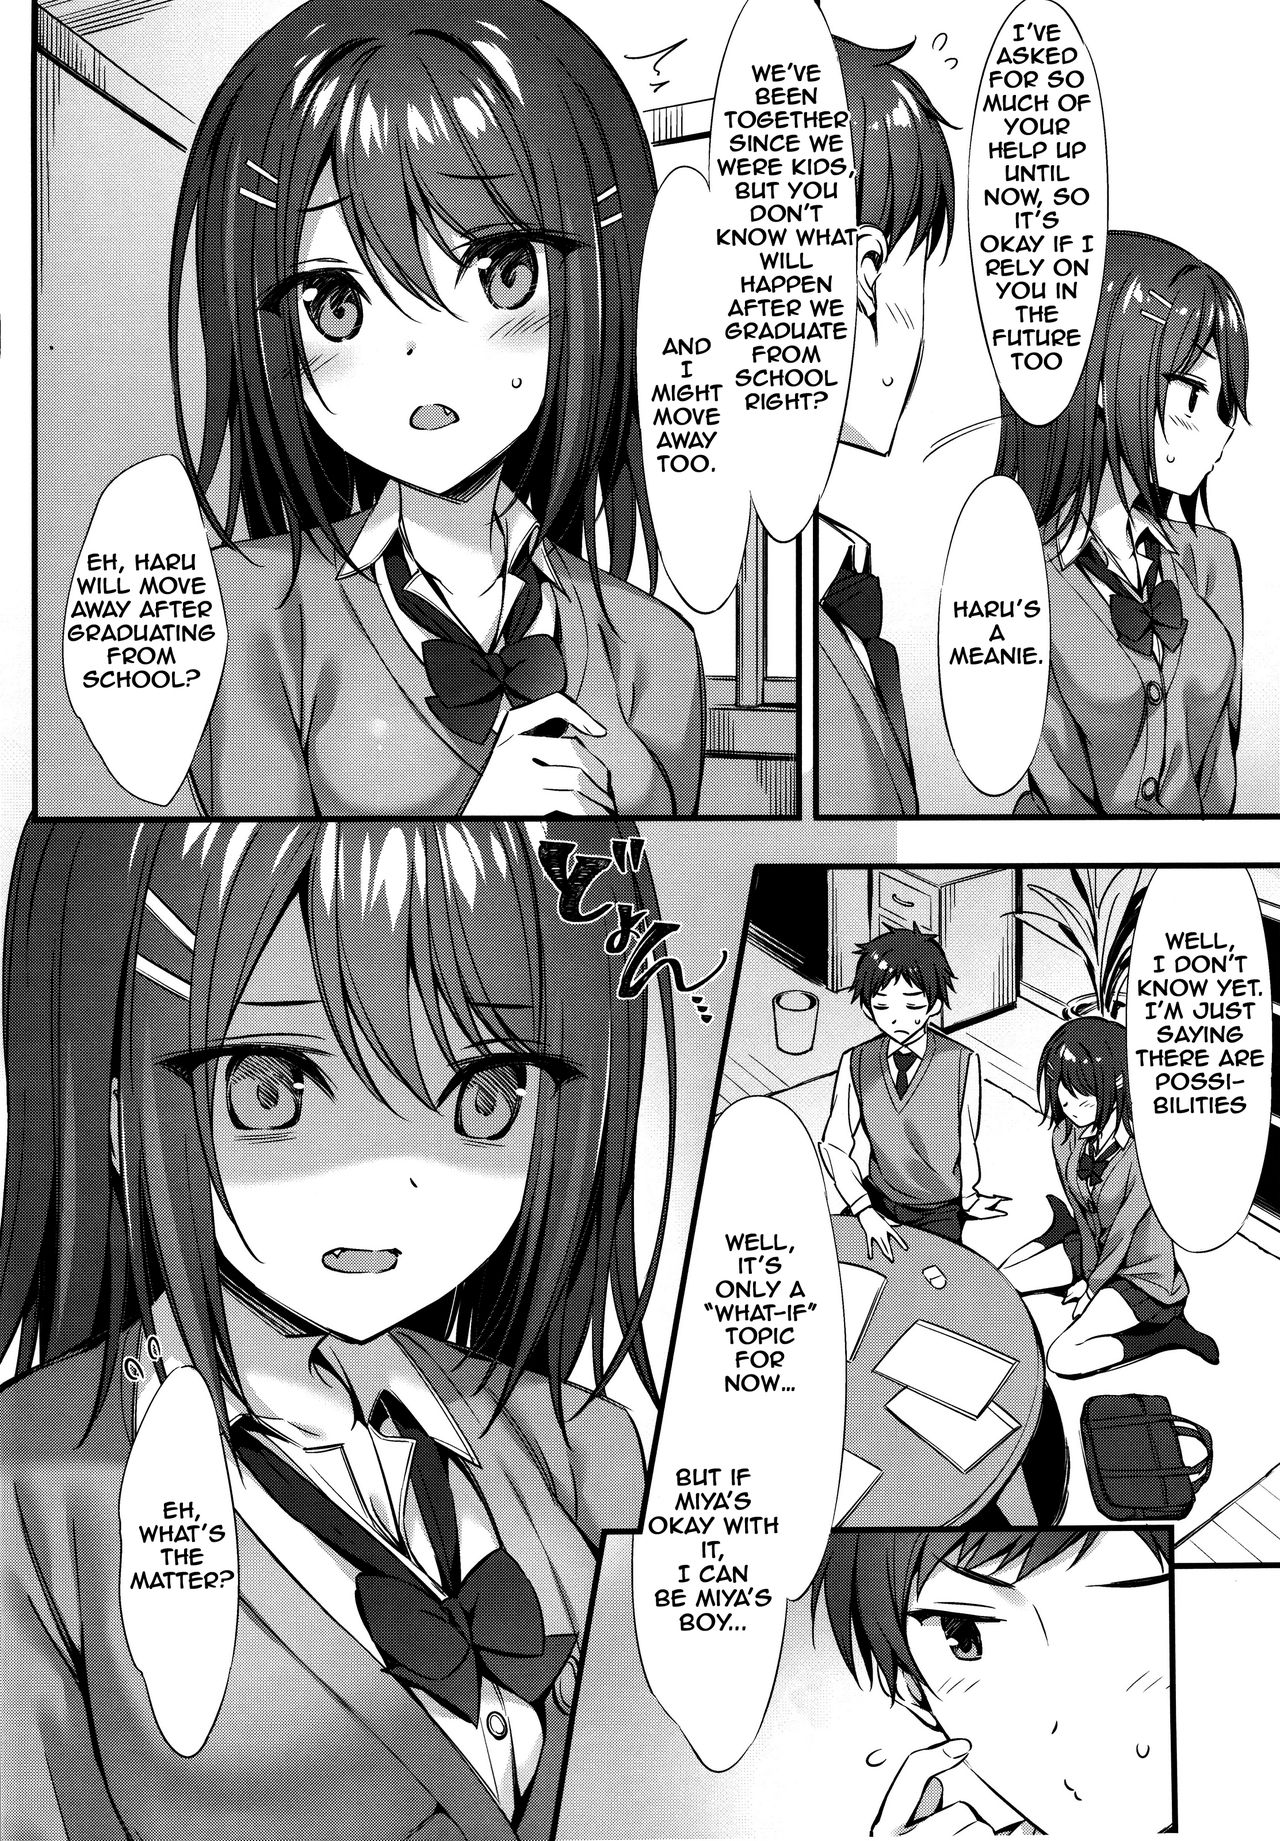 I'VE
ASKED
FOR SO
MUCH OF
YOUR
HELP UP
UNTIL
NOW, SO
IT'S
OKAY IF I
RELY ON
YOU IN
THE
FUTURE
TOO
HARU'S
A
MEANIE.
WE'VE
BEEN
TOGETHER
SINCE WE
WERE KIDS,
BUT YOU
DON'T
KNOW WHAT
WILL
HAPPEN
AFTER WE
GRADUATE
FROM
SCHOOL
RIGHT?
AND
I
MIGHT
MOVE
AWAY
TOO.
EH, HARU
WILL MOVE
AWAY AFTER
GRADUATING
FROM
SCHOOL?
WELL,
I DON'T
KNOW YET.
I'M JUST
SAYING
THERE ARE
POSSI-
BILITIES
どよん…
WELL,
IT'S
ONLY A
"WHAT-IF"
TOPIC
FOR
NOW...
BUT IF
MIYA'S
OKAY WITH
IT,
I CAN
BE MIYA'S
BOY...
EH,
WHAT'S
THE
MATTER?